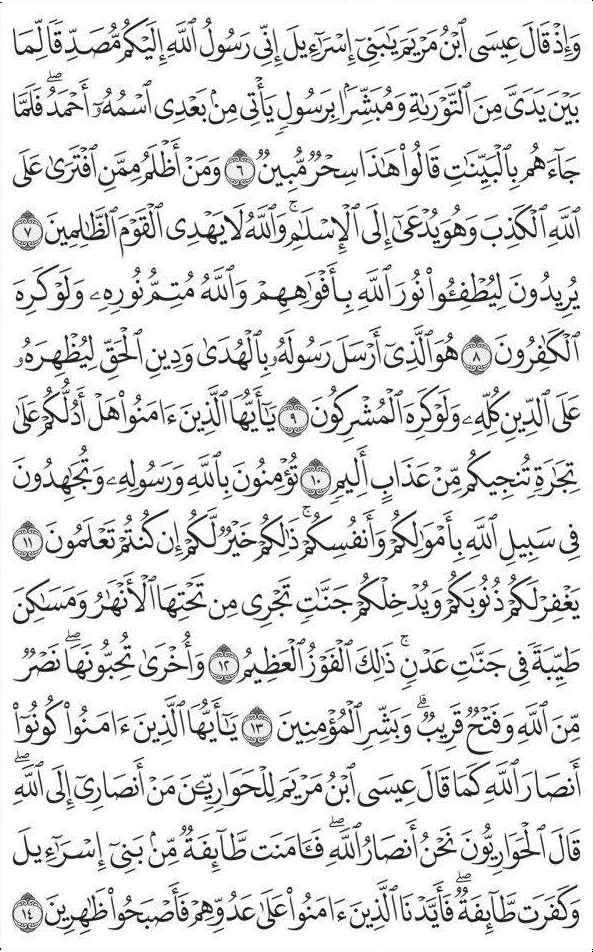 وَإِذۡ قَالَ عِيسَى ٱبۡنُ مَرۡيَمَ يَٰبَنِيٓ إِسۡرَٰٓءِيلَ إِنِّي رَسُولُ ٱللَّهِ إِلَيۡكُم مُّصَدِّقٗا لِّمَا
بَيۡنَ يَدَيَّ مِنَ ٱلتَّوۡرَىٰةِ وَمُبَشِّرَۢا بِرَسُولٖ يَأۡتِي مِنۢ بَعۡدِي ٱسۡمُهُۥٓ أَحۡمَدُۖ فَلَمَّا
جَآءَهُم بِٱلۡبَيِّنَٰتِ قَالُواْ هَٰذَا سِحۡرٞ مُّبِينٞ ٦ وَمَنۡ أَظۡلَمُ مِمَّنِ ٱفۡتَرَىٰ عَلَى
ٱللَّهِ ٱلۡكَذِبَ وَهُوَ يُدۡعَىٰٓ إِلَى ٱلۡإِسۡلَٰمِۚ وَٱللَّهُ لَا يَهۡدِي ٱلۡقَوۡمَ ٱلظَّٰلِمِينَ ٧
يُرِيدُونَ لِيُطۡفِـُٔواْ نُورَ ٱللَّهِ بِأَفۡوَٰهِهِمۡ وَٱللَّهُ مُتِمُّ نُورِهِۦ وَلَوۡ كَرِهَ
ٱلۡكَٰفِرُونَ ٨ هُوَ ٱلَّذِيٓ أَرۡسَلَ رَسُولَهُۥ بِٱلۡهُدَىٰ وَدِينِ ٱلۡحَقِّ لِيُظۡهِرَهُۥ
عَلَى ٱلدِّينِ كُلِّهِۦ وَلَوۡ كَرِهَ ٱلۡمُشۡرِكُونَ ٩ يَٰٓأَيُّهَا ٱلَّذِينَ ءَامَنُواْ هَلۡ أَدُلُّكُمۡ عَلَىٰ
تِجَٰرَةٖ تُنجِيكُم مِّنۡ عَذَابٍ أَلِيمٖ ١٠ تُؤۡمِنُونَ بِٱللَّهِ وَرَسُولِهِۦ وَتُجَٰهِدُونَ
فِي سَبِيلِ ٱللَّهِ بِأَمۡوَٰلِكُمۡ وَأَنفُسِكُمۡۚ ذَٰلِكُمۡ خَيۡرٞ لَّكُمۡ إِن كُنتُمۡ تَعۡلَمُونَ ١١
يَغۡفِرۡ لَكُمۡ ذُنُوبَكُمۡ وَيُدۡخِلۡكُمۡ جَنَّٰتٖ تَجۡرِي مِن تَحۡتِهَا ٱلۡأَنۡهَٰرُ وَمَسَٰكِنَ
طَيِّبَةٗ فِي جَنَّٰتِ عَدۡنٖۚ ذَٰلِكَ ٱلۡفَوۡزُ ٱلۡعَظِيمُ ١٢ وَأُخۡرَىٰ تُحِبُّونَهَاۖ نَصۡرٞ
مِّنَ ٱللَّهِ وَفَتۡحٞ قَرِيبٞۗ وَبَشِّرِ ٱلۡمُؤۡمِنِينَ ١٣ يَٰٓأَيُّهَا ٱلَّذِينَ ءَامَنُواْ كُونُوٓاْ
أَنصَارَ ٱللَّهِ كَمَا قَالَ عِيسَى ٱبۡنُ مَرۡيَمَ لِلۡحَوَارِيِّـۧنَ مَنۡ أَنصَارِيٓ إِلَى ٱللَّهِۖ
قَالَ ٱلۡحَوَارِيُّونَ نَحۡنُ أَنصَارُ ٱللَّهِۖ فَـَٔامَنَت طَّآئِفَةٞ مِّنۢ بَنِيٓ إِسۡرَٰٓءِيلَ
وَكَفَرَت طَّآئِفَةٞۖ فَأَيَّدۡنَا ٱلَّذِينَ ءَامَنُواْ عَلَىٰ عَدُوِّهِمۡ فَأَصۡبَحُواْ ظَٰهِرِينَ ١٤